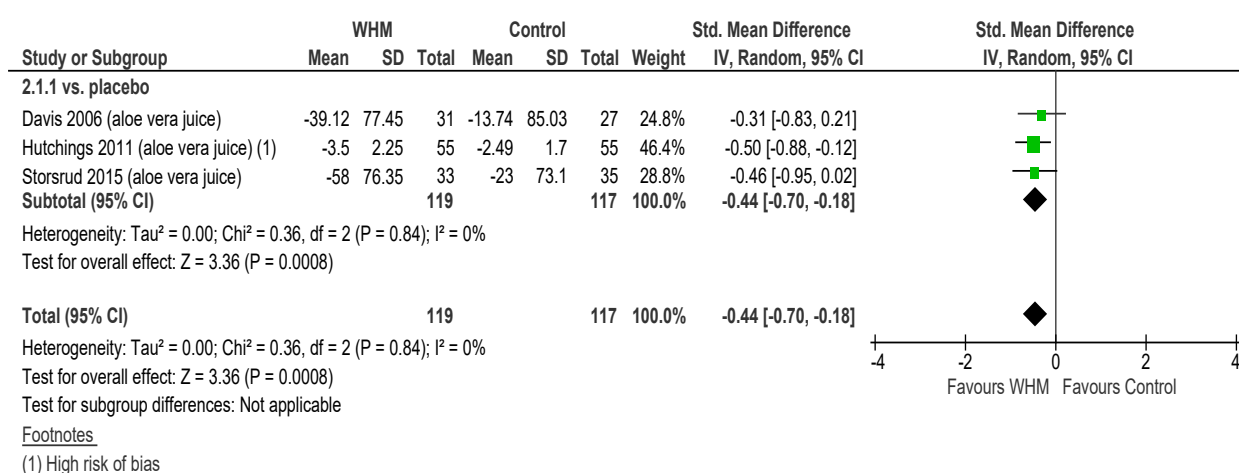 WHM Control Std. Mean Difference Std. Mean Difference
Study or Subgroup Mean SD Total Mean SD Total Weight IV, Random, 95% CI IV, Random, 95% CI
2.1.1 vs. placebo
Davis 2006 (aloe vera juice) -39.12 77.45 31 -13.74 85.03 27 24.8% -0.31 [-0.83, 0.21]
Hutchings 2011 (aloe vera juice) (1) -3.5 2.25 55 -2.49 1.7 55 46.4% -0.50 [-0.88, -0.12]
Storsrud 2015 (aloe vera juice) -58 76.35 33 -23 73.1 35 28.8% -0.46 [-0.95, 0.02]
Subtotal (95% CI) 119 117 100.0% -0.44 [-0.70, -0.18]
Heterogeneity: Tau² = 0.00; Chi² = 0.36, df = 2 (P = 0.84); I² = 0%
Test for overall effect: Z = 3.36 (P = 0.0008)
Total (95% CI) 119 117 100.0% -0.44 [-0.70, -0.18]
Heterogeneity: Tau² = 0.00; Chi² = 0.36, df = 2 (P = 0.84); I² = 0%
Test for overall effect: Z = 3.36 (P = 0.0008)
Test for subgroup differences: Not applicable
-4 -2 0 2 4
Favours WHM Favours Control
Footnotes
(1) High risk of bias